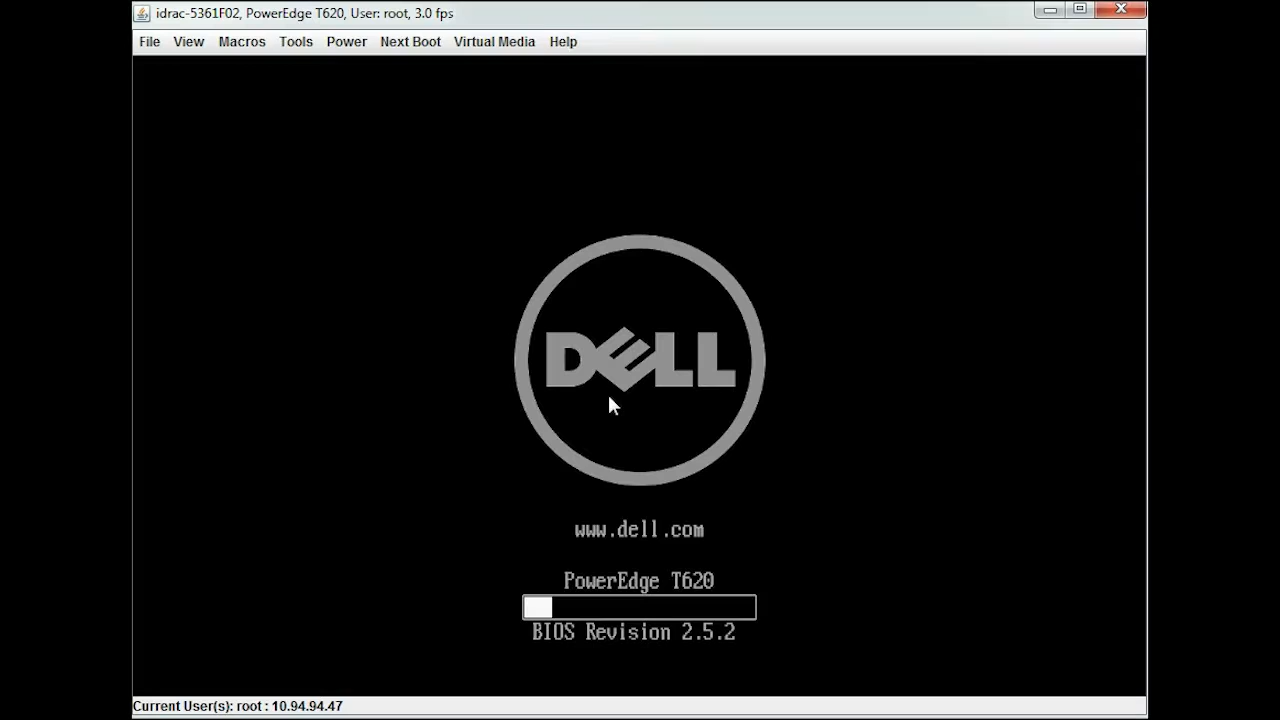 idrac-5361F02, PowerEdge T620, User: root, 3.0 fps
File View Macros Tools Power Next Boot Virtual Media Help
DELL
www.dell.com
PowerEdge T620
BIOS Revision 2.5.2
Current User(s): root : 10.94.94.47